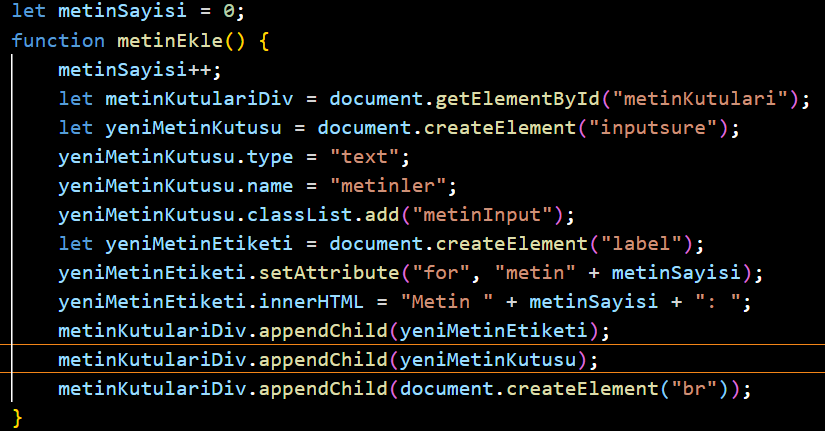 let metinSayisi = 0;
function metinEkle() {
metinSayisi++;
let metinKutulariDiv = document.getElementById("metinKutulari");
let yeniMetinKutusu = document.createElement("inputsure");
yeniMetinKutusu.type = "text";
yeniMetinKutusu.name = "metinler";
yeniMetinKutusu.classList.add("metinInput");
let yeniMetinEtiketi = document.createElement("label");
yeniMetinEtiketi.setAttribute("for", "metin" + metinSayisi);
yeniMetinEtiketi.innerHTML = "Metin " + metinSayisi + ": ";
metinKutulariDiv.appendChild(yeniMetinEtiketi);
metinKutulariDiv.appendChild(yeniMetinKutusu);
metinKutulariDiv.appendChild(document.createElement("br"));
}